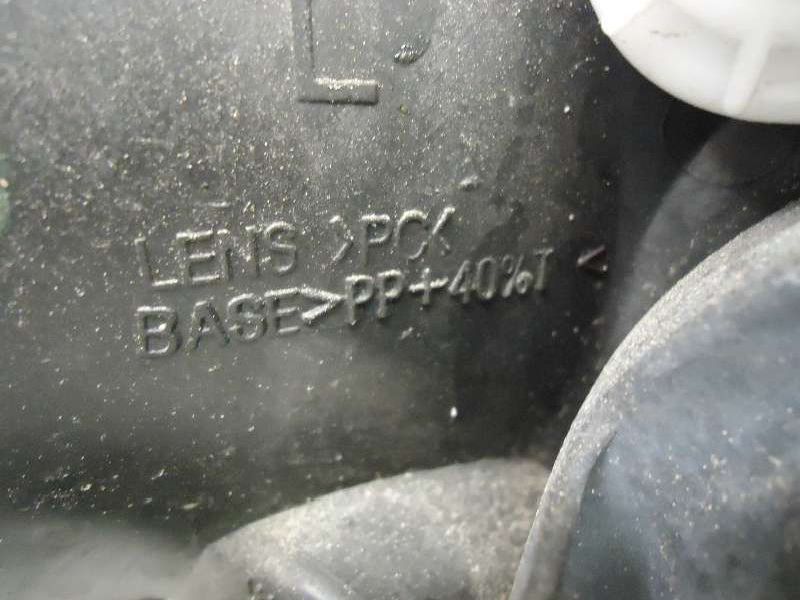 L
LENS >PC<
BASE>PP+40%T <